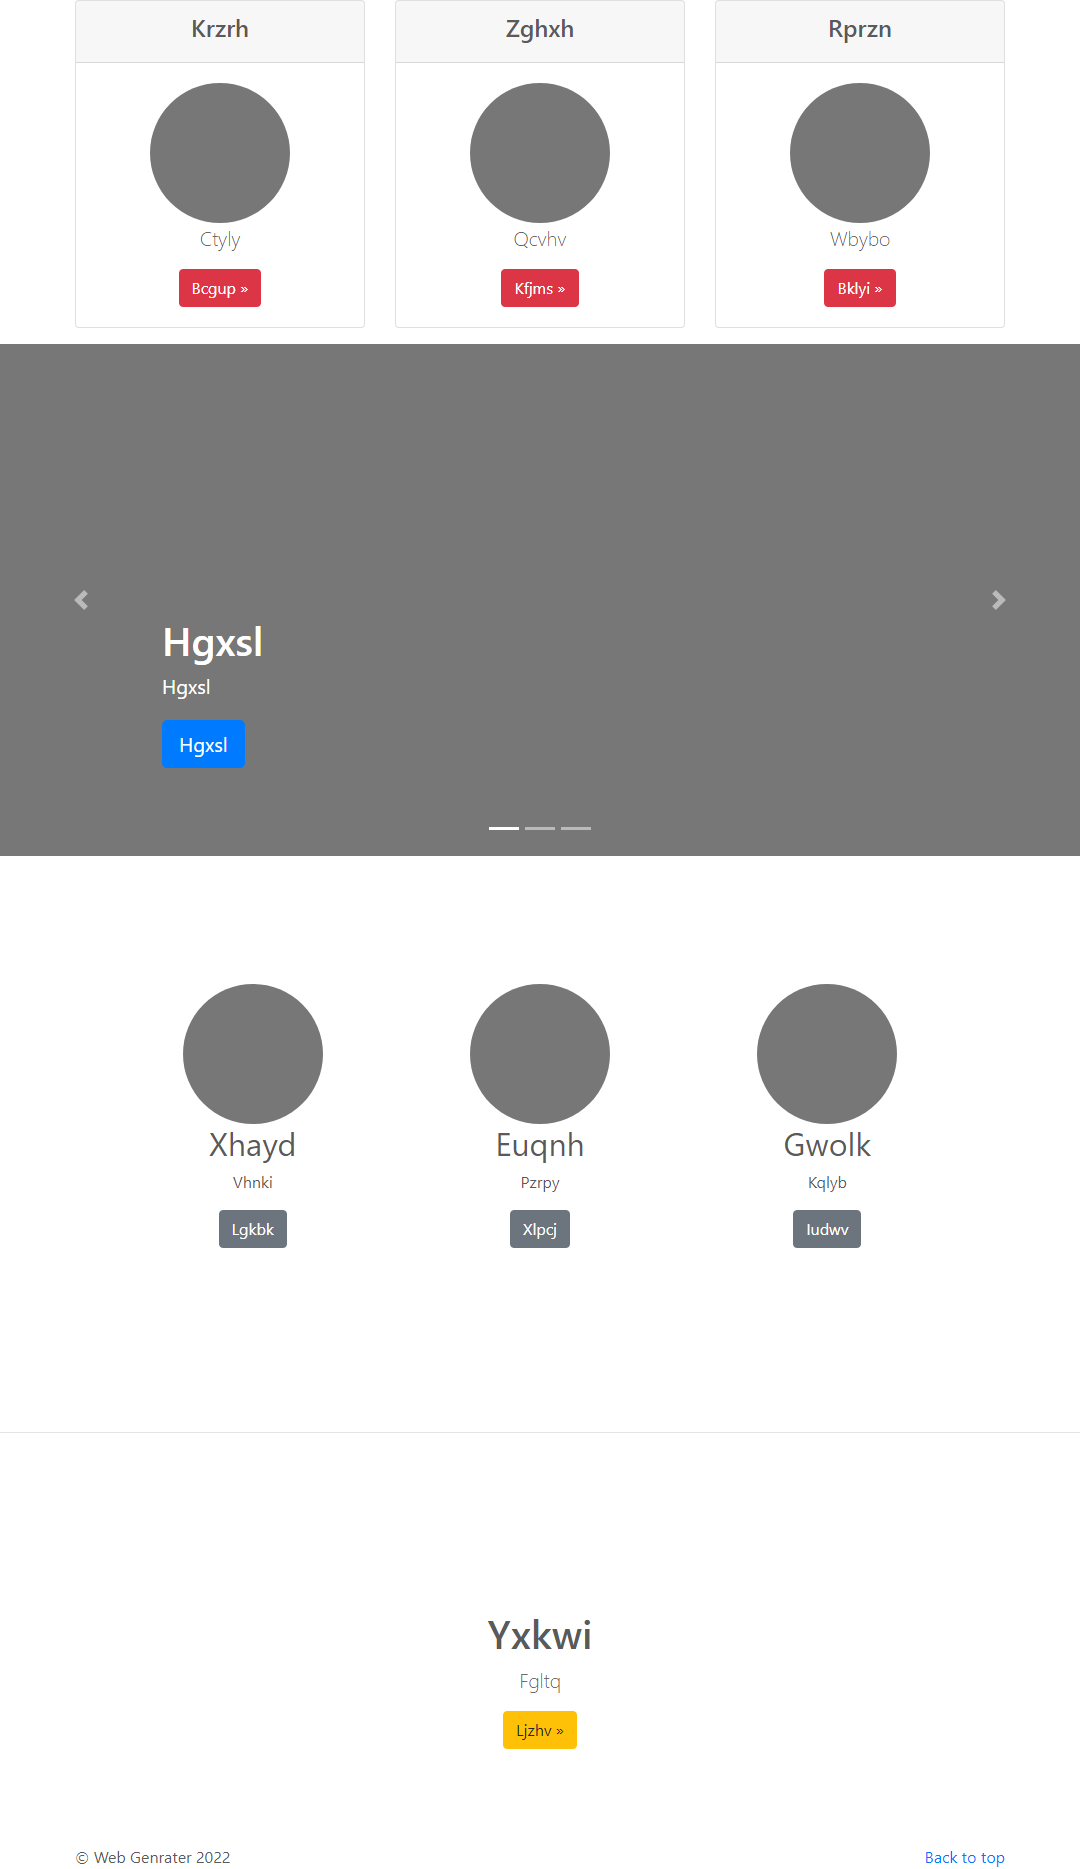 Krzrh
Zghxh
Rprzn
Ctyly
Qcvhv
Wbybo
Bcgup »
Kfjms »
Bklyi »
Hgxsl
Hgxsl
Hgxsl
Xhayd
Euqnh
Gwolk
Vhnki
Pzrpy
Kqlyb
Lgkbk
Xlpcj
Iudwv
Yxkwi
Fgltq
Ljzhv »
© Web Genrater 2022
Back to top